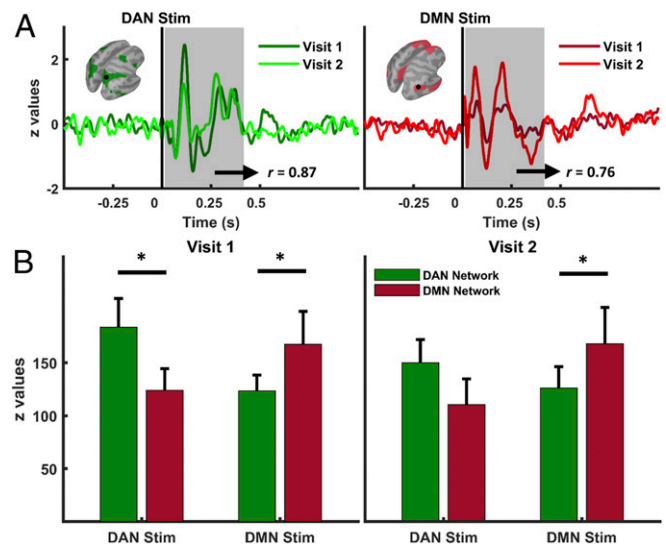 A
DAN Stim
DMN Stim
Visit 1
Visit 2
Visit 1
Visit 2
z values
2
0
-2
r = 0.87
r = 0.76
-0.25 0 0.25 0.5
-0.25 0 0.25 0.5
Time (s)
Time (s)
B
Visit 1
Visit 2
*
*
*
DAN Network
DMN Network
z values
150
100
50
DAN Stim
DMN Stim
DAN Stim
DMN Stim